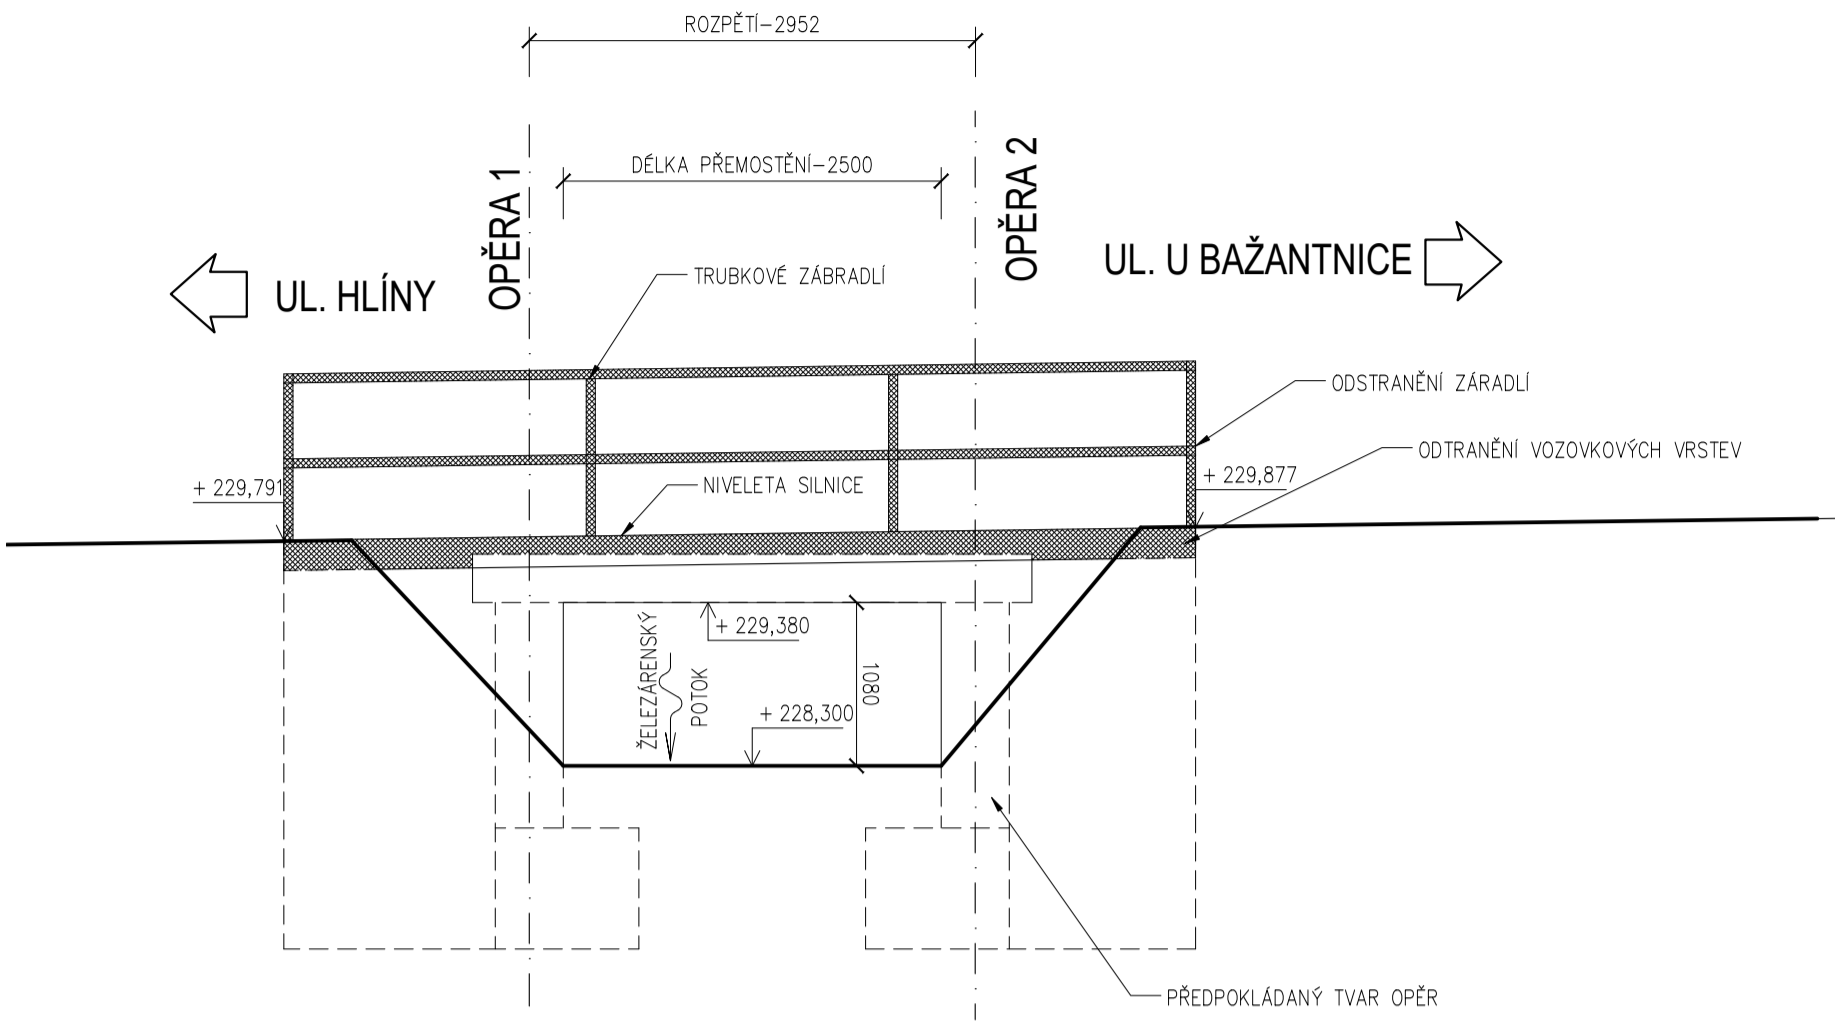 ROZPĚTÍ-2952
DÉLKA PŘEMOSTĚNÍ-2500
OPĚRA 1
OPĚRA 2
UL. HLÍNY
UL. U BAŽANTNICE
TRUBKOVÉ ZÁBRADLÍ
ODSTRANĚNÍ ZÁRADLÍ
ODTRANĚNÍ VOZOVKOVÝCH VRSTEV
+ 229,791
NIVELETA SILNICE
+ 229,877
+ 229,380
ŽELEZÁRENSKÝ
POTOK
1080
+ 228,300
PŘEDPOKLÁDANÝ TVAR OPĚR